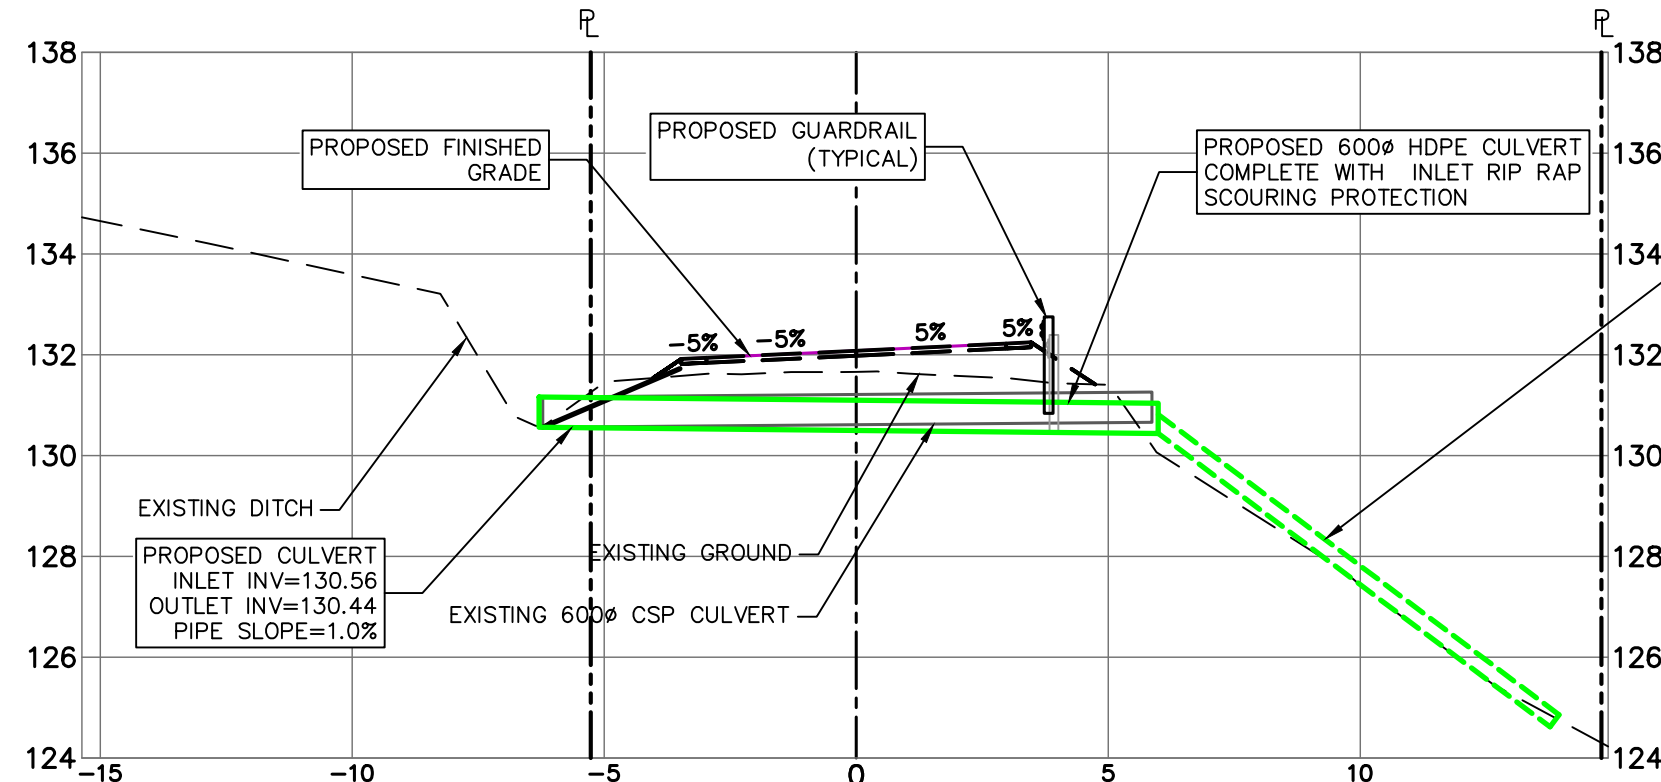 PL PL
138 138
PROPOSED FINISHED
GRADE
PROPOSED GUARDRAIL
(TYPICAL)
PROPOSED 600ø HDPE CULVERT
COMPLETE WITH INLET RIP RAP
SCOURING PROTECTION
136 136
134 134
-5% -5% 5% 5%
132 132
130 130
EXISTING DITCH
PROPOSED CULVERT
INLET INV=130.56
OUTLET INV=130.44
PIPE SLOPE=1.0%
EXISTING GROUND
EXISTING 600ø CSP CULVERT
128 128
126 126
124 124
-15 -10 -5 0 5 10